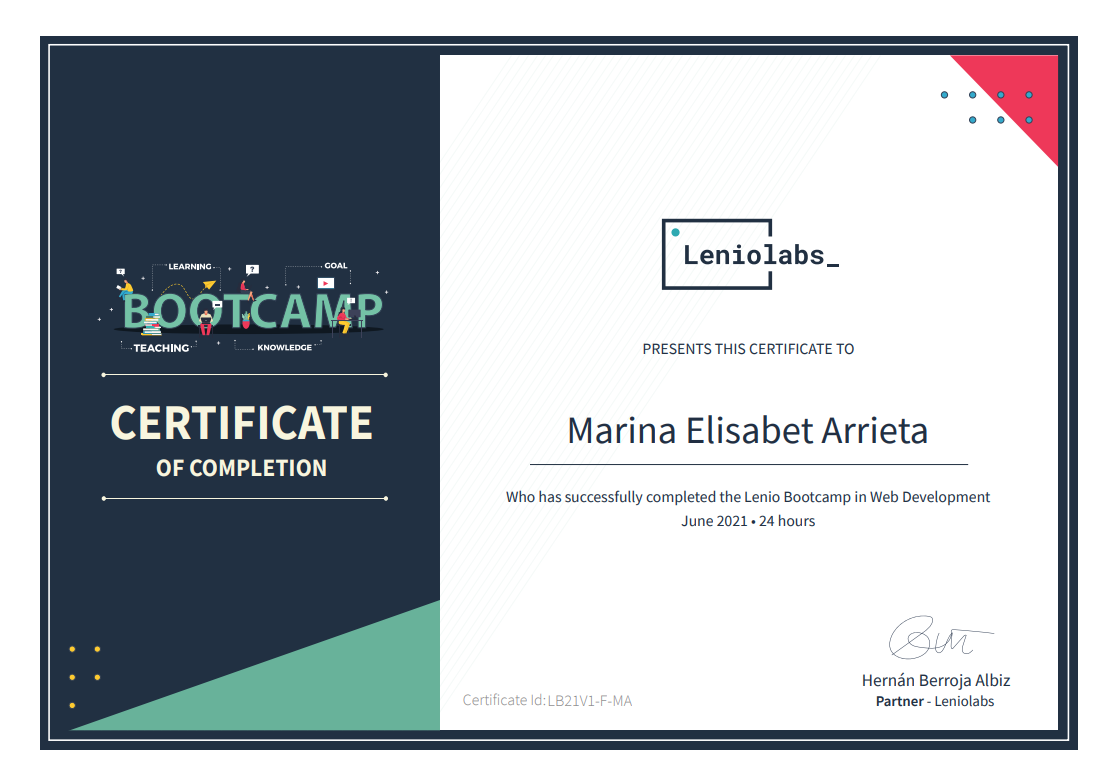 LEARNING
GOAL
BOOTCAMP
TEACHING
KNOWLEDGE
CERTIFICATE
OF COMPLETION
Leniolabs_
PRESENTS THIS CERTIFICATE TO
Marina Elisabet Arrieta
Who has successfully completed the Lenio Bootcamp in Web Development
June 2021 • 24 hours
Hernán Berroja Albiz
Partner - Leniolabs
Certificate Id:LB21V1-F-MA